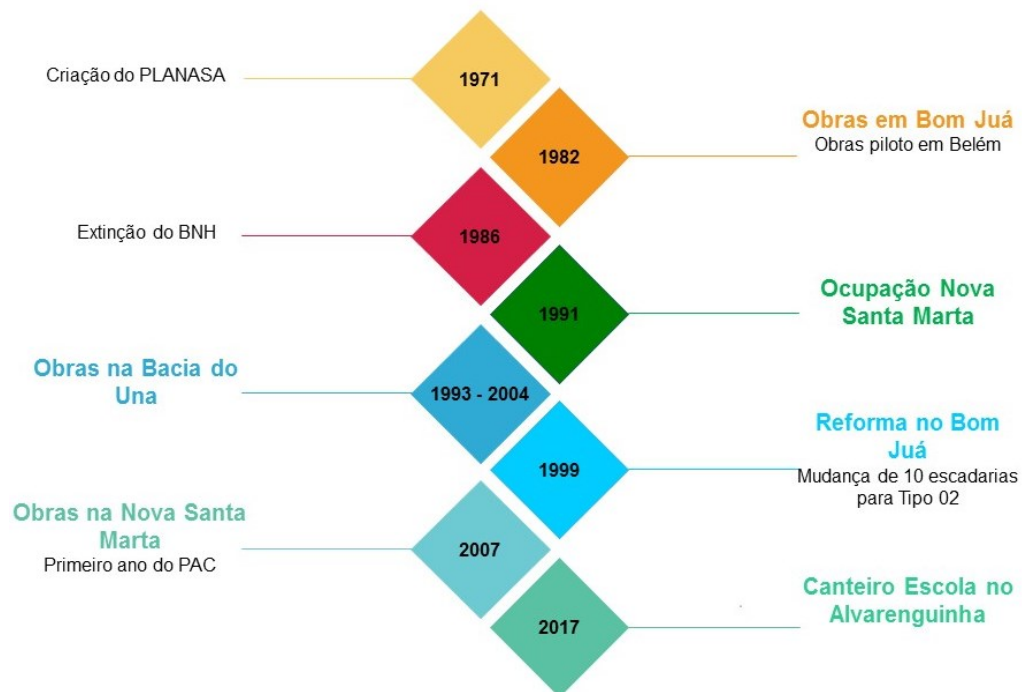 Criação do PLANASA
1971
1982
Obras em Bom Juá
Obras piloto em Belém
Extinção do BNH
1986
1991
Ocupação Nova
Santa Marta
Obras na Bacia do
Una
1993 - 2004
1999
Reforma no Bom
Juá
Mudança de 10 escadarias
para Tipo 02
Obras na Nova Santa
Marta
Primeiro ano do PAC
2007
2017
Canteiro Escola no
Alvarenguinha